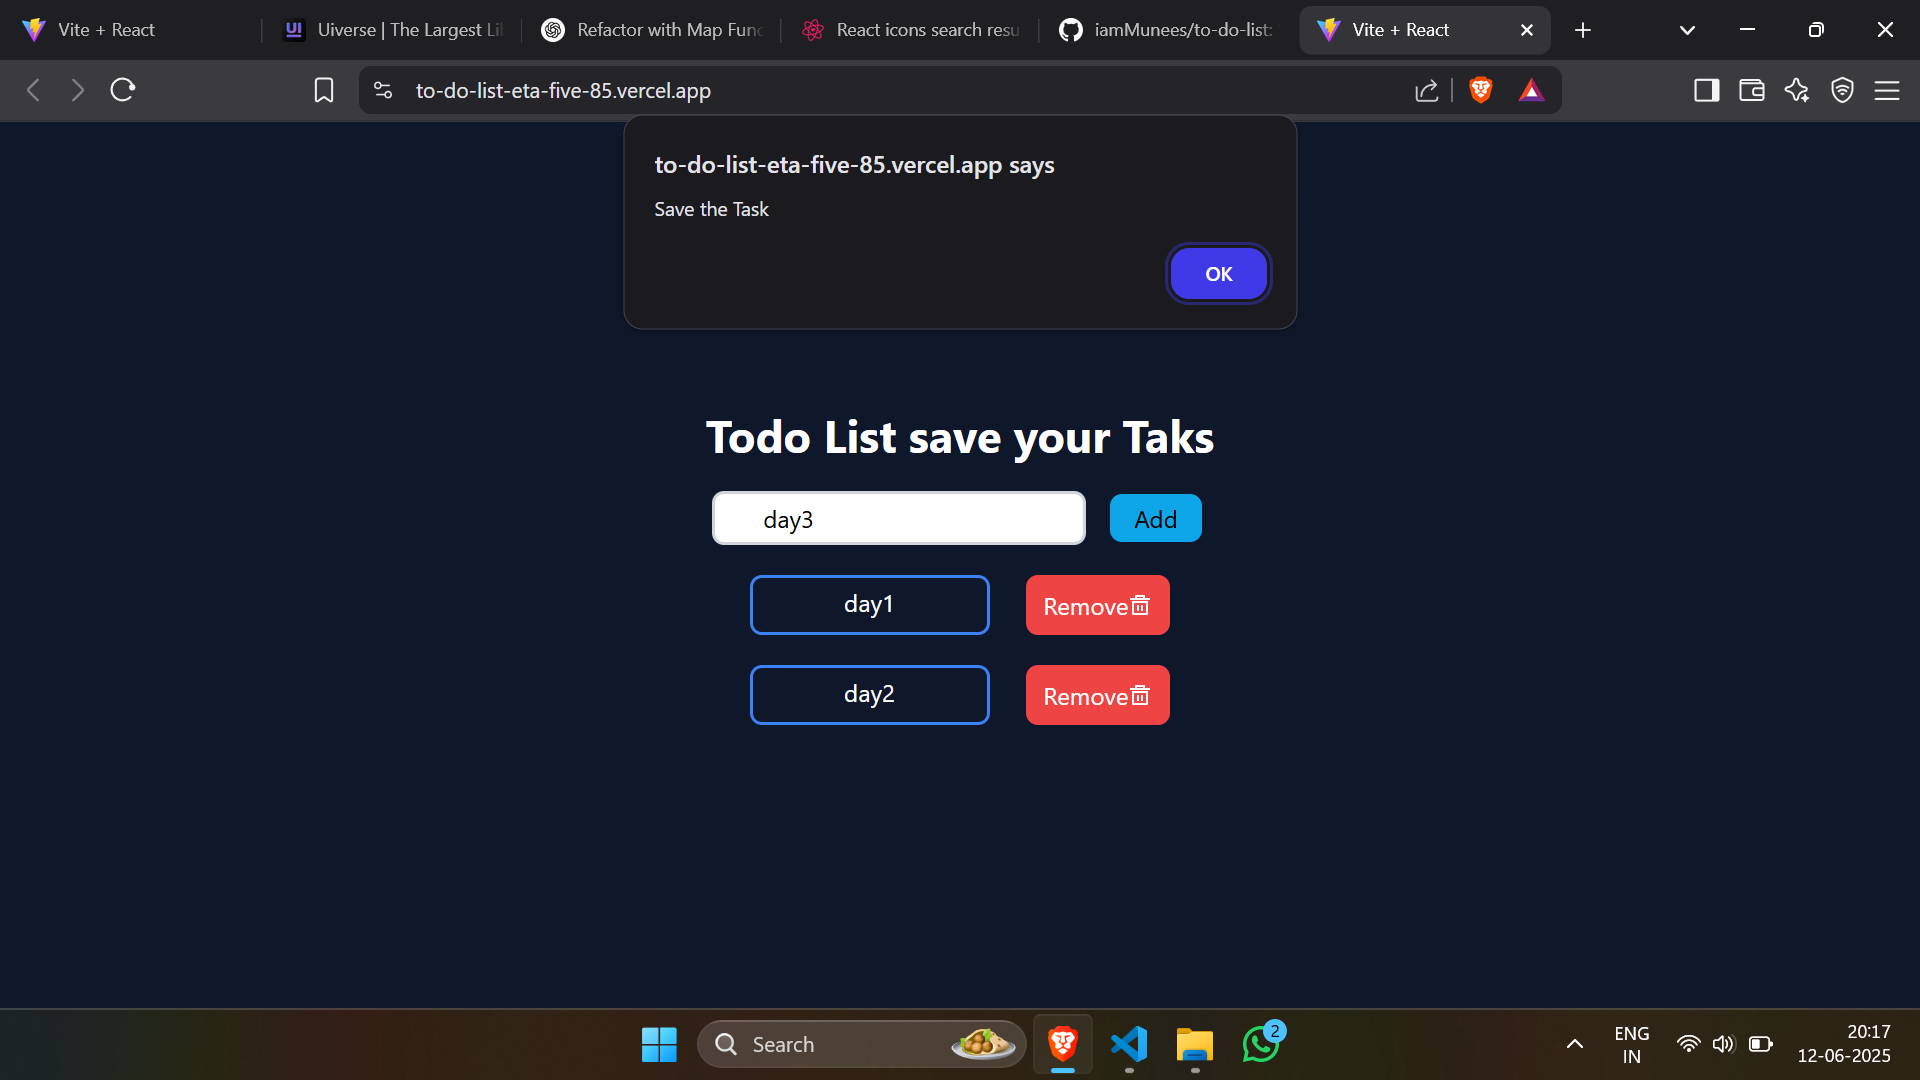 Vite + React
UI Uiverse | The Largest Li
Refactor with Map Func
React icons search resu
iamMunees/to-do-list:
Vite + React
to-do-list-eta-five-85.vercel.app
to-do-list-eta-five-85.vercel.app says
Save the Task
OK
Todo List save your Taks
day3
Add
day1
Remove
day2
Remove
Search
2
ENG
IN
20:17
12-06-2025